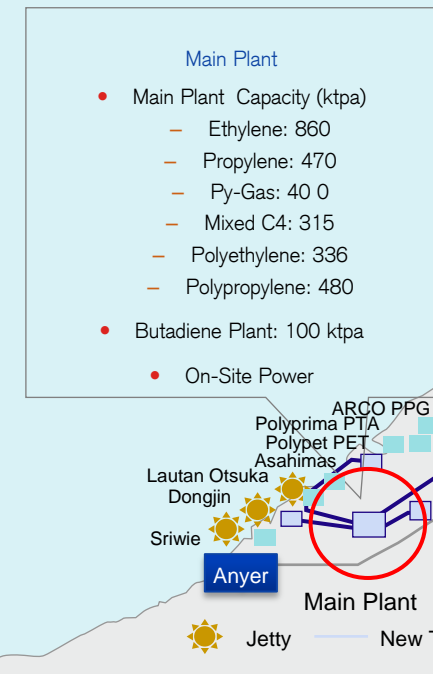 Main Plant
• Main Plant Capacity (ktpa)
– Ethylene: 860
– Propylene: 470
– Py-Gas: 40 0
– Mixed C4: 315
– Polyethylene: 336
– Polypropylene: 480
• Butadiene Plant: 100 ktpa
• On-Site Power
ARCO PPG
Polyprima PTA
Polypet PET
Asahimas
Lautan Otsuka
Dongjin
Sriwie
Anyer
Main Plant
Jetty
New